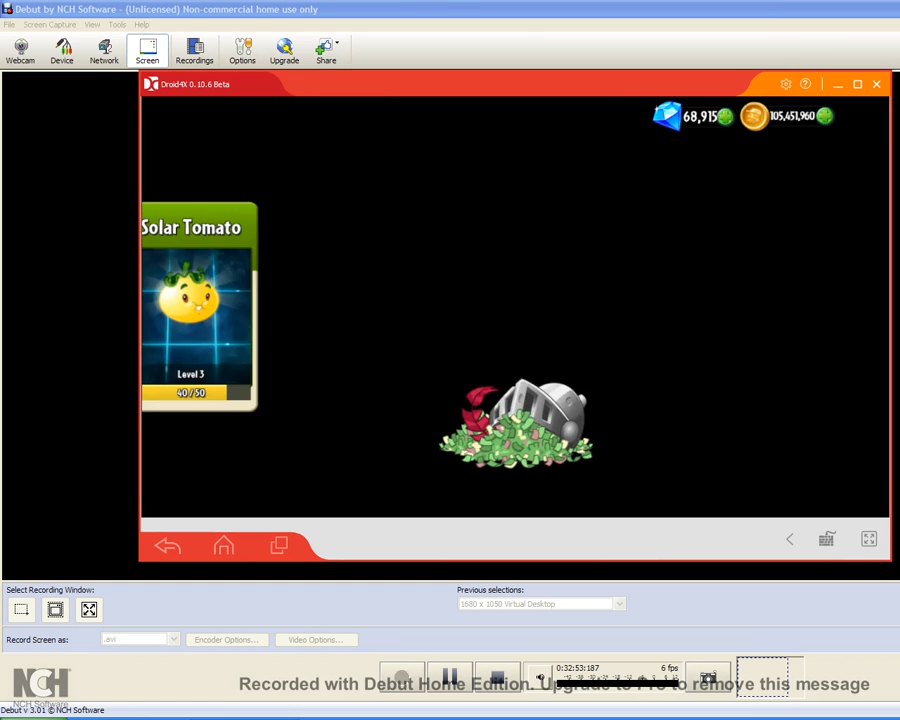 Debut by NCH Software - (Unlicensed) Non-commercial home use only
File Screen Capture View Tools Help
Webcam Device Network Screen Recordings Options Upgrade Share
Droid4X 0.10.6 Beta
68,915 105,451,960
Solar Tomato
Level 3
40/50
Select Recording Window:
Previous selections:
1680 x 1050 Virtual Desktop
Record Screen as: .avi Encoder Options... Video Options...
0:32:53:187 6 fps
NCH
NCH Software
Recorded with Debut Home Edition. Upgrade to Pro to remove this message
Debut v 3.01 © NCH Software